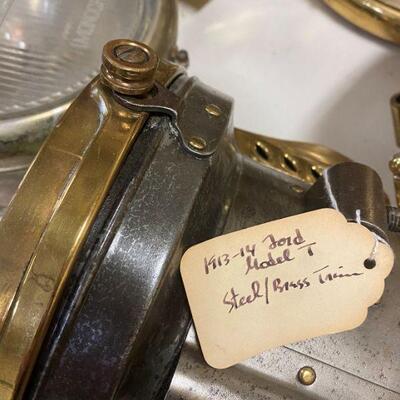 1913-14 Ford
Model T
Steel/Brass Trim